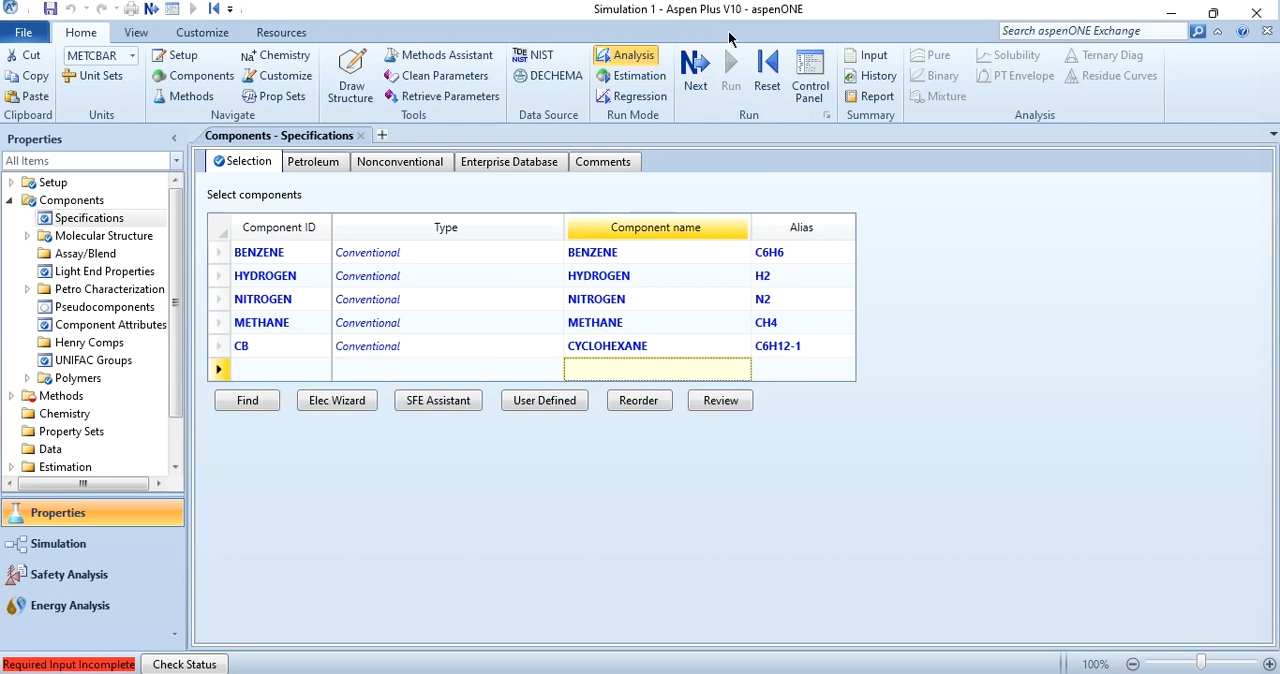 Simulation 1 - Aspen Plus V10 - aspenONE
File Home View Customize Resources Search aspenONE Exchange
Cut METCBAR Setup Na+ Chemistry Methods Assistant NIST Analysis Input Pure Solubility Ternary Diag
Copy Unit Sets Components Customize Clean Parameters DECHEMA Estimation History Binary PT Envelope Residue Curves
Paste Methods Prop Sets Draw Structure Retrieve Parameters Regression Next Run Reset Control Panel Report Mixture
Clipboard Units Navigate Tools Data Source Run Mode Run Summary Analysis
Properties
Components - Specifications
All Items
Selection Petroleum Nonconventional Enterprise Database Comments
Setup
Components
Specifications
Molecular Structure
Assay/Blend
Light End Properties
Petro Characterization
Pseudocomponents
Component Attributes
Henry Comps
UNIFAC Groups
Polymers
Methods
Chemistry
Property Sets
Data
Estimation
Select components
Component ID Type Component name Alias
BENZENE Conventional BENZENE C6H6
HYDROGEN Conventional HYDROGEN H2
NITROGEN Conventional NITROGEN N2
METHANE Conventional METHANE CH4
CB Conventional CYCLOHEXANE C6H12-1
Find Elec Wizard SFE Assistant User Defined Reorder Review
Properties
Simulation
Safety Analysis
Energy Analysis
Required Input Incomplete Check Status 100%